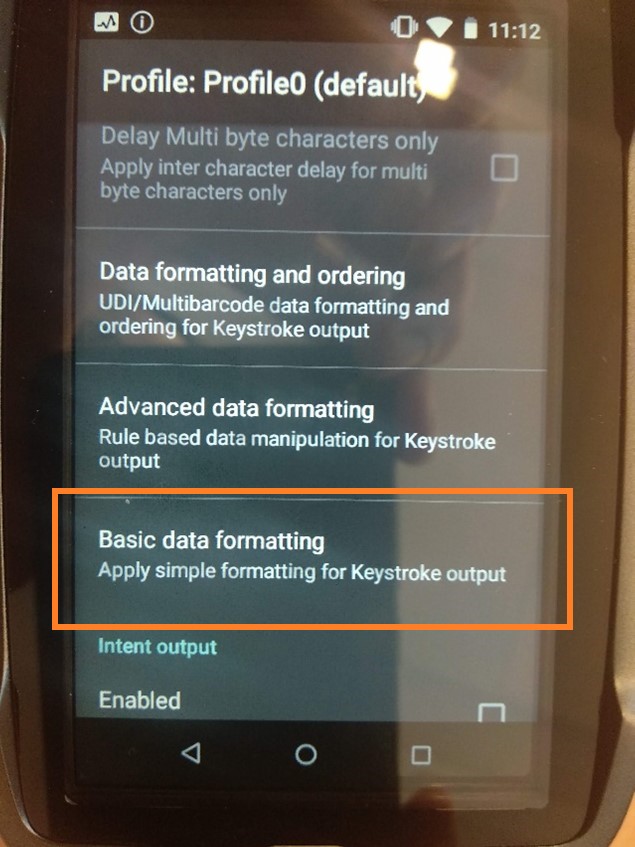 11:12
Profile: Profile0 (default)
Delay Multi byte characters only
Apply inter character delay for multi
byte characters only
Data formatting and ordering
UDI/Multibarcode data formatting and
ordering for Keystroke output
Advanced data formatting
Rule based data manipulation for Keystroke
output
Basic data formatting
Apply simple formatting for Keystroke output
Intent output
Enabled